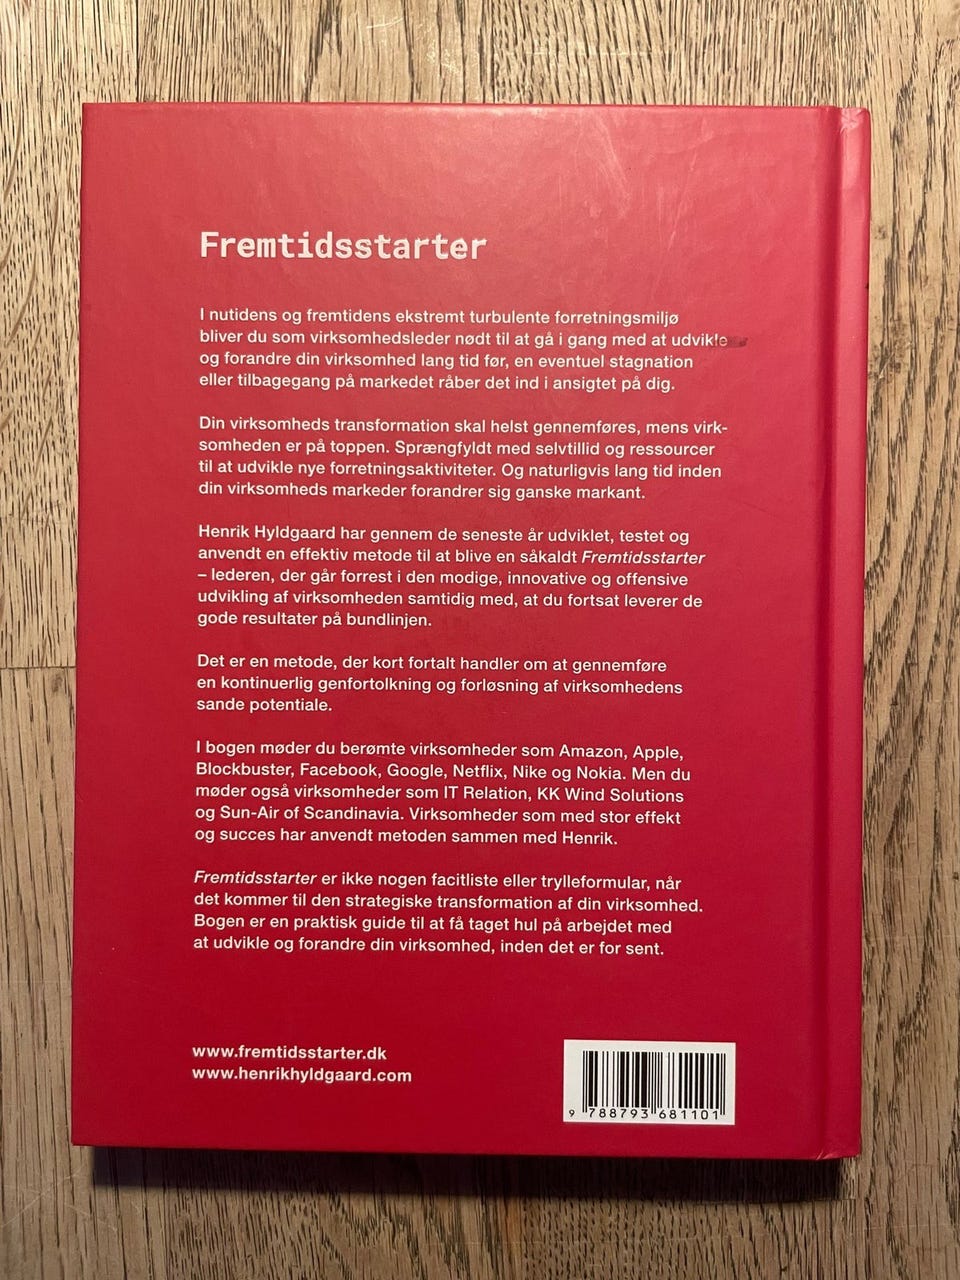 Fremtidsstarter
I nutidens og fremtidens ekstremt turbulente forretningsmiljø
bliver du som virksomhedsleder nødt til at gå i gang med at udvikle
og forandre din virksomhed lang tid før, en eventuel stagnation
eller tilbagegang på markedet råber det ind i ansigtet på dig.
Din virksomheds transformation skal helst gennemføres, mens virk-
somheden er på toppen. Sprængfyldt med selvtillid og ressourcer
til at udvikle nye forretningsaktiviteter. Og naturligvis lang tid inden
din virksomheds markeder forandrer sig ganske markant.
Henrik Hyldgaard har gennem de seneste år udviklet, testet og
anvendt en effektiv metode til at blive en såkaldt Fremtidsstarter
– lederen, der går forrest i den modige, innovative og offensive
udvikling af virksomheden samtidig med, at du fortsat leverer de
gode resultater på bundlinjen.
Det er en metode, der kort fortalt handler om at gennemføre
en kontinuerlig genfortolkning og forløsning af virksomhedens
sande potentiale.
I bogen møder du berømte virksomheder som Amazon, Apple,
Blockbuster, Facebook, Google, Netflix, Nike og Nokia. Men du
møder også virksomheder som IT Relation, KK Wind Solutions
og Sun-Air of Scandinavia. Virksomheder som med stor effekt
og succes har anvendt metoden sammen med Henrik.
Fremtidsstarter er ikke nogen facitliste eller trylleformular, når
det kommer til den strategiske transformation af din virksomhed.
Bogen er en praktisk guide til at få taget hul på arbejdet med
at udvikle og forandre din virksomhed, inden det er for sent.
www.fremtidsstarter.dk
www.henrikhyldgaard.com
9 788793 681101